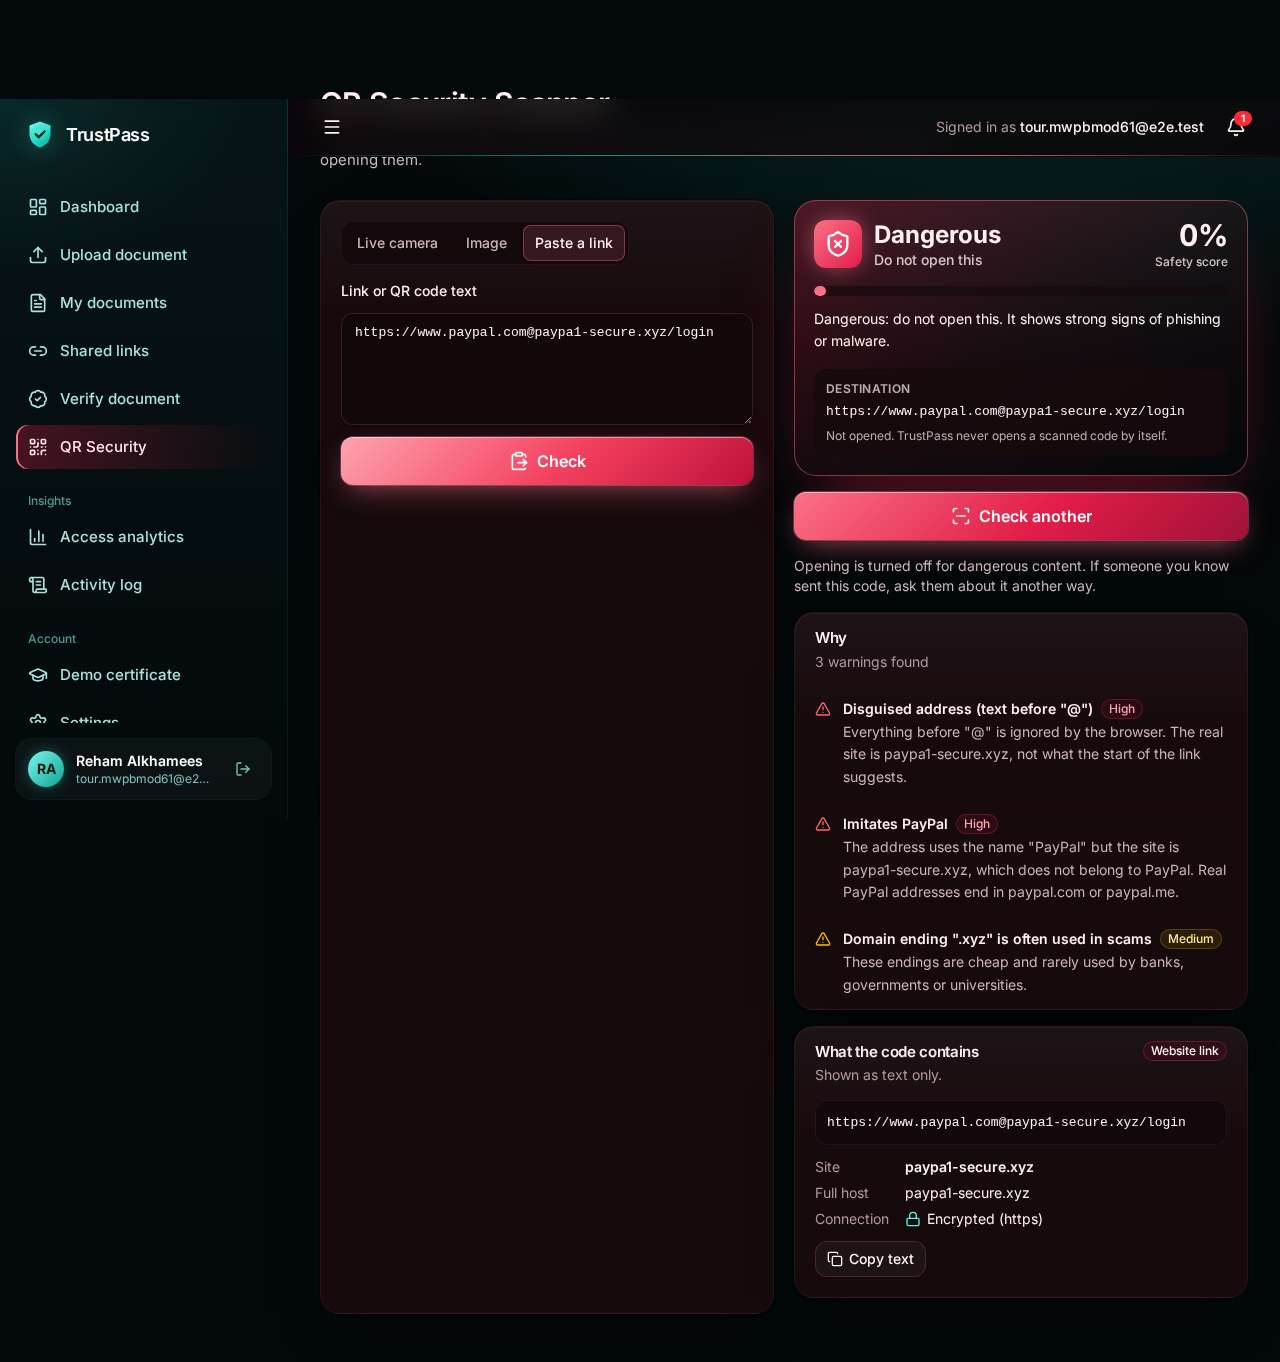 TrustPass
Dashboard
Upload document
My documents
Shared links
Verify document
QR Security
Insights
Access analytics
Activity log
Account
Demo certificate
Settings
RA
Reham Alkhamees
tour.mwpbmod61@e2...
QR Security Scanner
Signed in as tour.mwpbmod61@e2e.test
1
opening them.
Live camera
Image
Paste a link
Link or QR code text
https://www.paypal.com@paypa1-secure.xyz/login
Check
Dangerous
Do not open this
0%
Safety score
Dangerous: do not open this. It shows strong signs of phishing
or malware.
DESTINATION
https://www.paypal.com@paypa1-secure.xyz/login
Not opened. TrustPass never opens a scanned code by itself.
Check another
Opening is turned off for dangerous content. If someone you know
sent this code, ask them about it another way.
Why
3 warnings found
Disguised address (text before "@") High
Everything before "@" is ignored by the browser. The real
site is paypa1-secure.xyz, not what the start of the link
suggests.
Imitates PayPal High
The address uses the name "PayPal" but the site is
paypa1-secure.xyz, which does not belong to PayPal. Real
PayPal addresses end in paypal.com or paypal.me.
Domain ending ".xyz" is often used in scams Medium
These endings are cheap and rarely used by banks,
governments or universities.
What the code contains
Website link
Shown as text only.
https://www.paypal.com@paypa1-secure.xyz/login
Site paypa1-secure.xyz
Full host paypa1-secure.xyz
Connection Encrypted (https)
Copy text